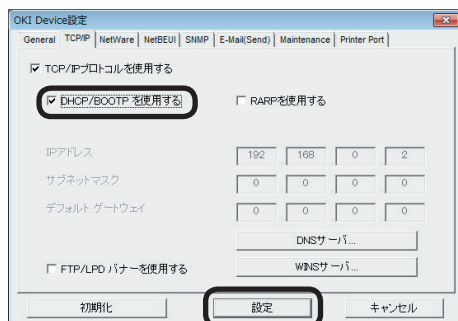 OKI Device設定
General TCP/IP NetWare NetBEUI SNMP E-Mail(Send) Maintenance Printer Port
TCP/IPプロトコルを使用する
DHCP/BOOTP を使用する RARPを使用する
IPアドレス 192 . 168 . 0 . 2
サブネットマスク 0 . 0 . 0 . 0
デフォルト ゲートウェイ 0 . 0 . 0 . 0
DNSサーバ...
FTP/LPD バナーを使用する WINSサーバ...
初期化 設定 キャンセル